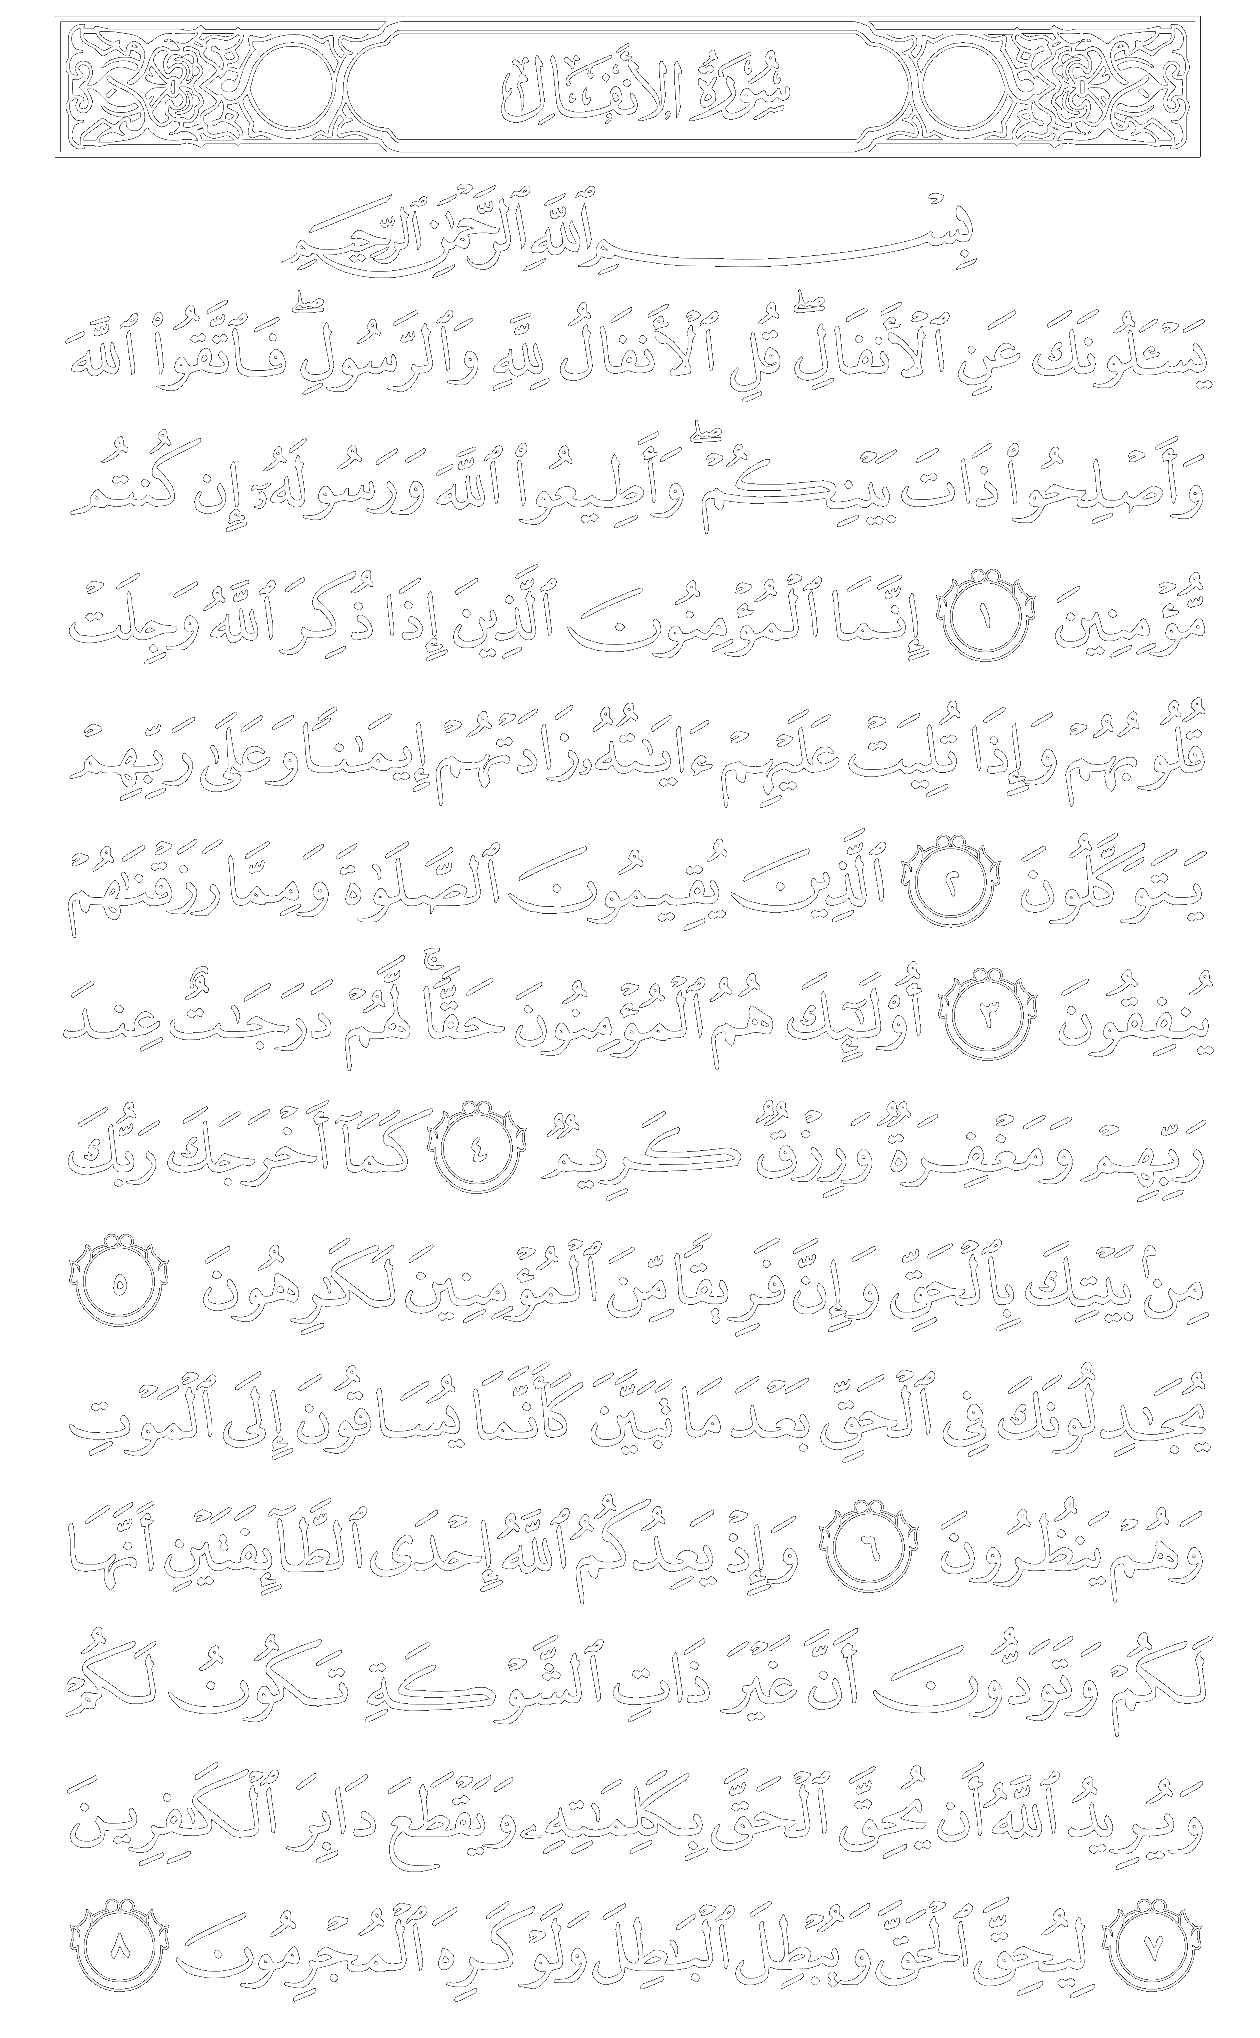 سُورَةُ الأَنفَالِ
بِسْمِ ٱللَّهِ ٱلرَّحْمَٰنِ ٱلرَّحِيمِ
يَسْـَٔلُونَكَ عَنِ ٱلْأَنفَالِ ۖ قُلِ ٱلْأَنفَالُ لِلَّهِ وَٱلرَّسُولِ ۖ فَٱتَّقُوا۟ ٱللَّهَ
وَأَصْلِحُوا۟ ذَاتَ بَيْنِكُمْ ۖ وَأَطِيعُوا۟ ٱللَّهَ وَرَسُولَهُۥٓ إِن كُنتُم
مُّؤْمِنِينَ ١ إِنَّمَا ٱلْمُؤْمِنُونَ ٱلَّذِينَ إِذَا ذُكِرَ ٱللَّهُ وَجِلَتْ
قُلُوبُهُمْ وَإِذَا تُلِيَتْ عَلَيْهِمْ ءَايَٰتُهُۥ زَادَتْهُمْ إِيمَٰنًا وَعَلَىٰ رَبِّهِمْ
يَتَوَكَّلُونَ ٢ ٱلَّذِينَ يُقِيمُونَ ٱلصَّلَوٰةَ وَمِمَّا رَزَقْنَٰهُمْ
يُنفِقُونَ ٣ أُو۟لَٰٓئِكَ هُمُ ٱلْمُؤْمِنُونَ حَقًّا ۚ لَّهُمْ دَرَجَٰتٌ عِندَ
رَبِّهِمْ وَمَغْفِرَةٌ وَرِزْقٌ كَرِيمٌ ٤ كَمَآ أَخْرَجَكَ رَبُّكَ
مِنۢ بَيْتِكَ بِٱلْحَقِّ وَإِنَّ فَرِيقًا مِّنَ ٱلْمُؤْمِنِينَ لَكَٰرِهُونَ ٥
يُجَٰدِلُونَكَ فِى ٱلْحَقِّ بَعْدَ مَا تَبَيَّنَ كَأَنَّمَا يُسَاقُونَ إِلَى ٱلْمَوْتِ
وَهُمْ يَنظُرُونَ ٦ وَإِذْ يَعِدُكُمُ ٱللَّهُ إِحْدَى ٱلطَّآئِفَتَيْنِ أَنَّهَا
لَكُمْ وَتَوَدُّونَ أَنَّ غَيْرَ ذَاتِ ٱلشَّوْكَةِ تَكُونُ لَكُمْ
وَيُرِيدُ ٱللَّهُ أَن يُحِقَّ ٱلْحَقَّ بِكَلِمَٰتِهِۦ وَيَقْطَعَ دَابِرَ ٱلْكَٰفِرِينَ
٧ لِيُحِقَّ ٱلْحَقَّ وَيُبْطِلَ ٱلْبَٰطِلَ وَلَوْ كَرِهَ ٱلْمُجْرِمُونَ ٨